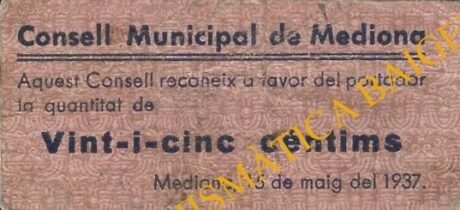 Consell Municipal de Mediona
Aquest Consell reconeix a favor del portador
la quantitat de
Vint-i-cinc cèntims
Mediona, 5 de maig del 1937.